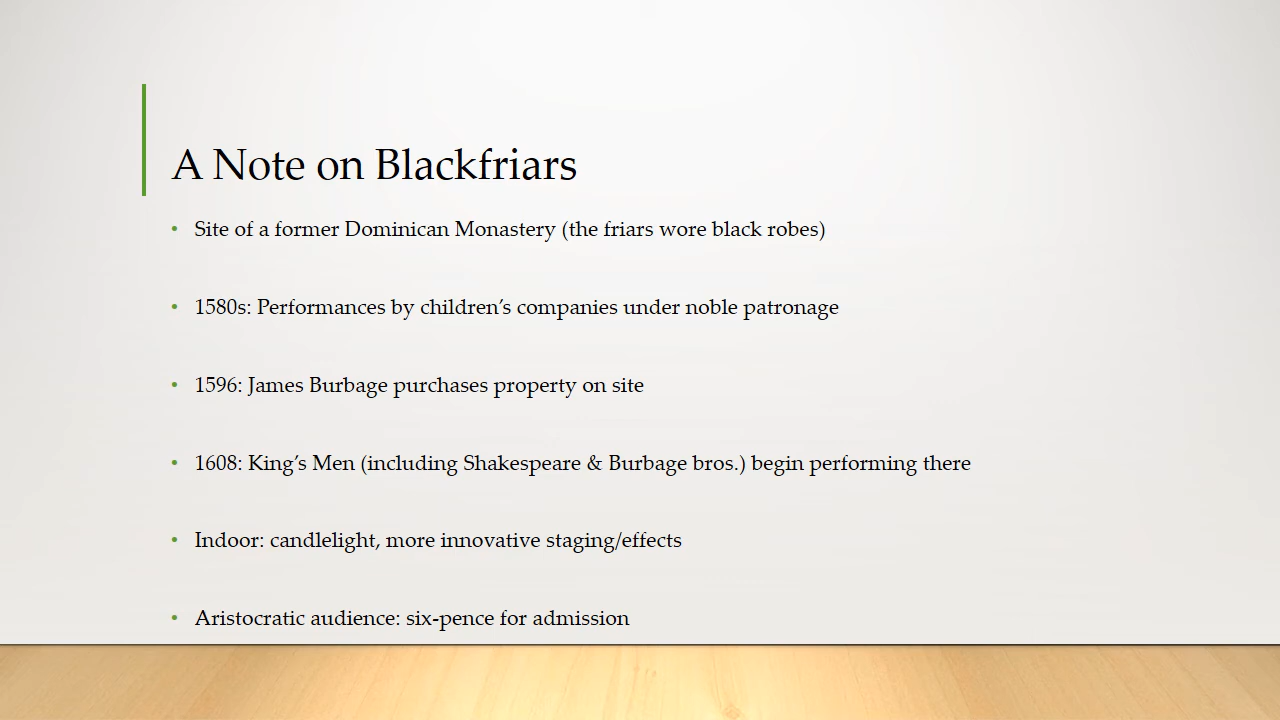 A Note on Blackfriars
• Site of a former Dominican Monastery (the friars wore black robes)
• 1580s: Performances by children’s companies under noble patronage
• 1596: James Burbage purchases property on site
• 1608: King’s Men (including Shakespeare & Burbage bros.) begin performing there
• Indoor: candlelight, more innovative staging/effects
• Aristocratic audience: six-pence for admission